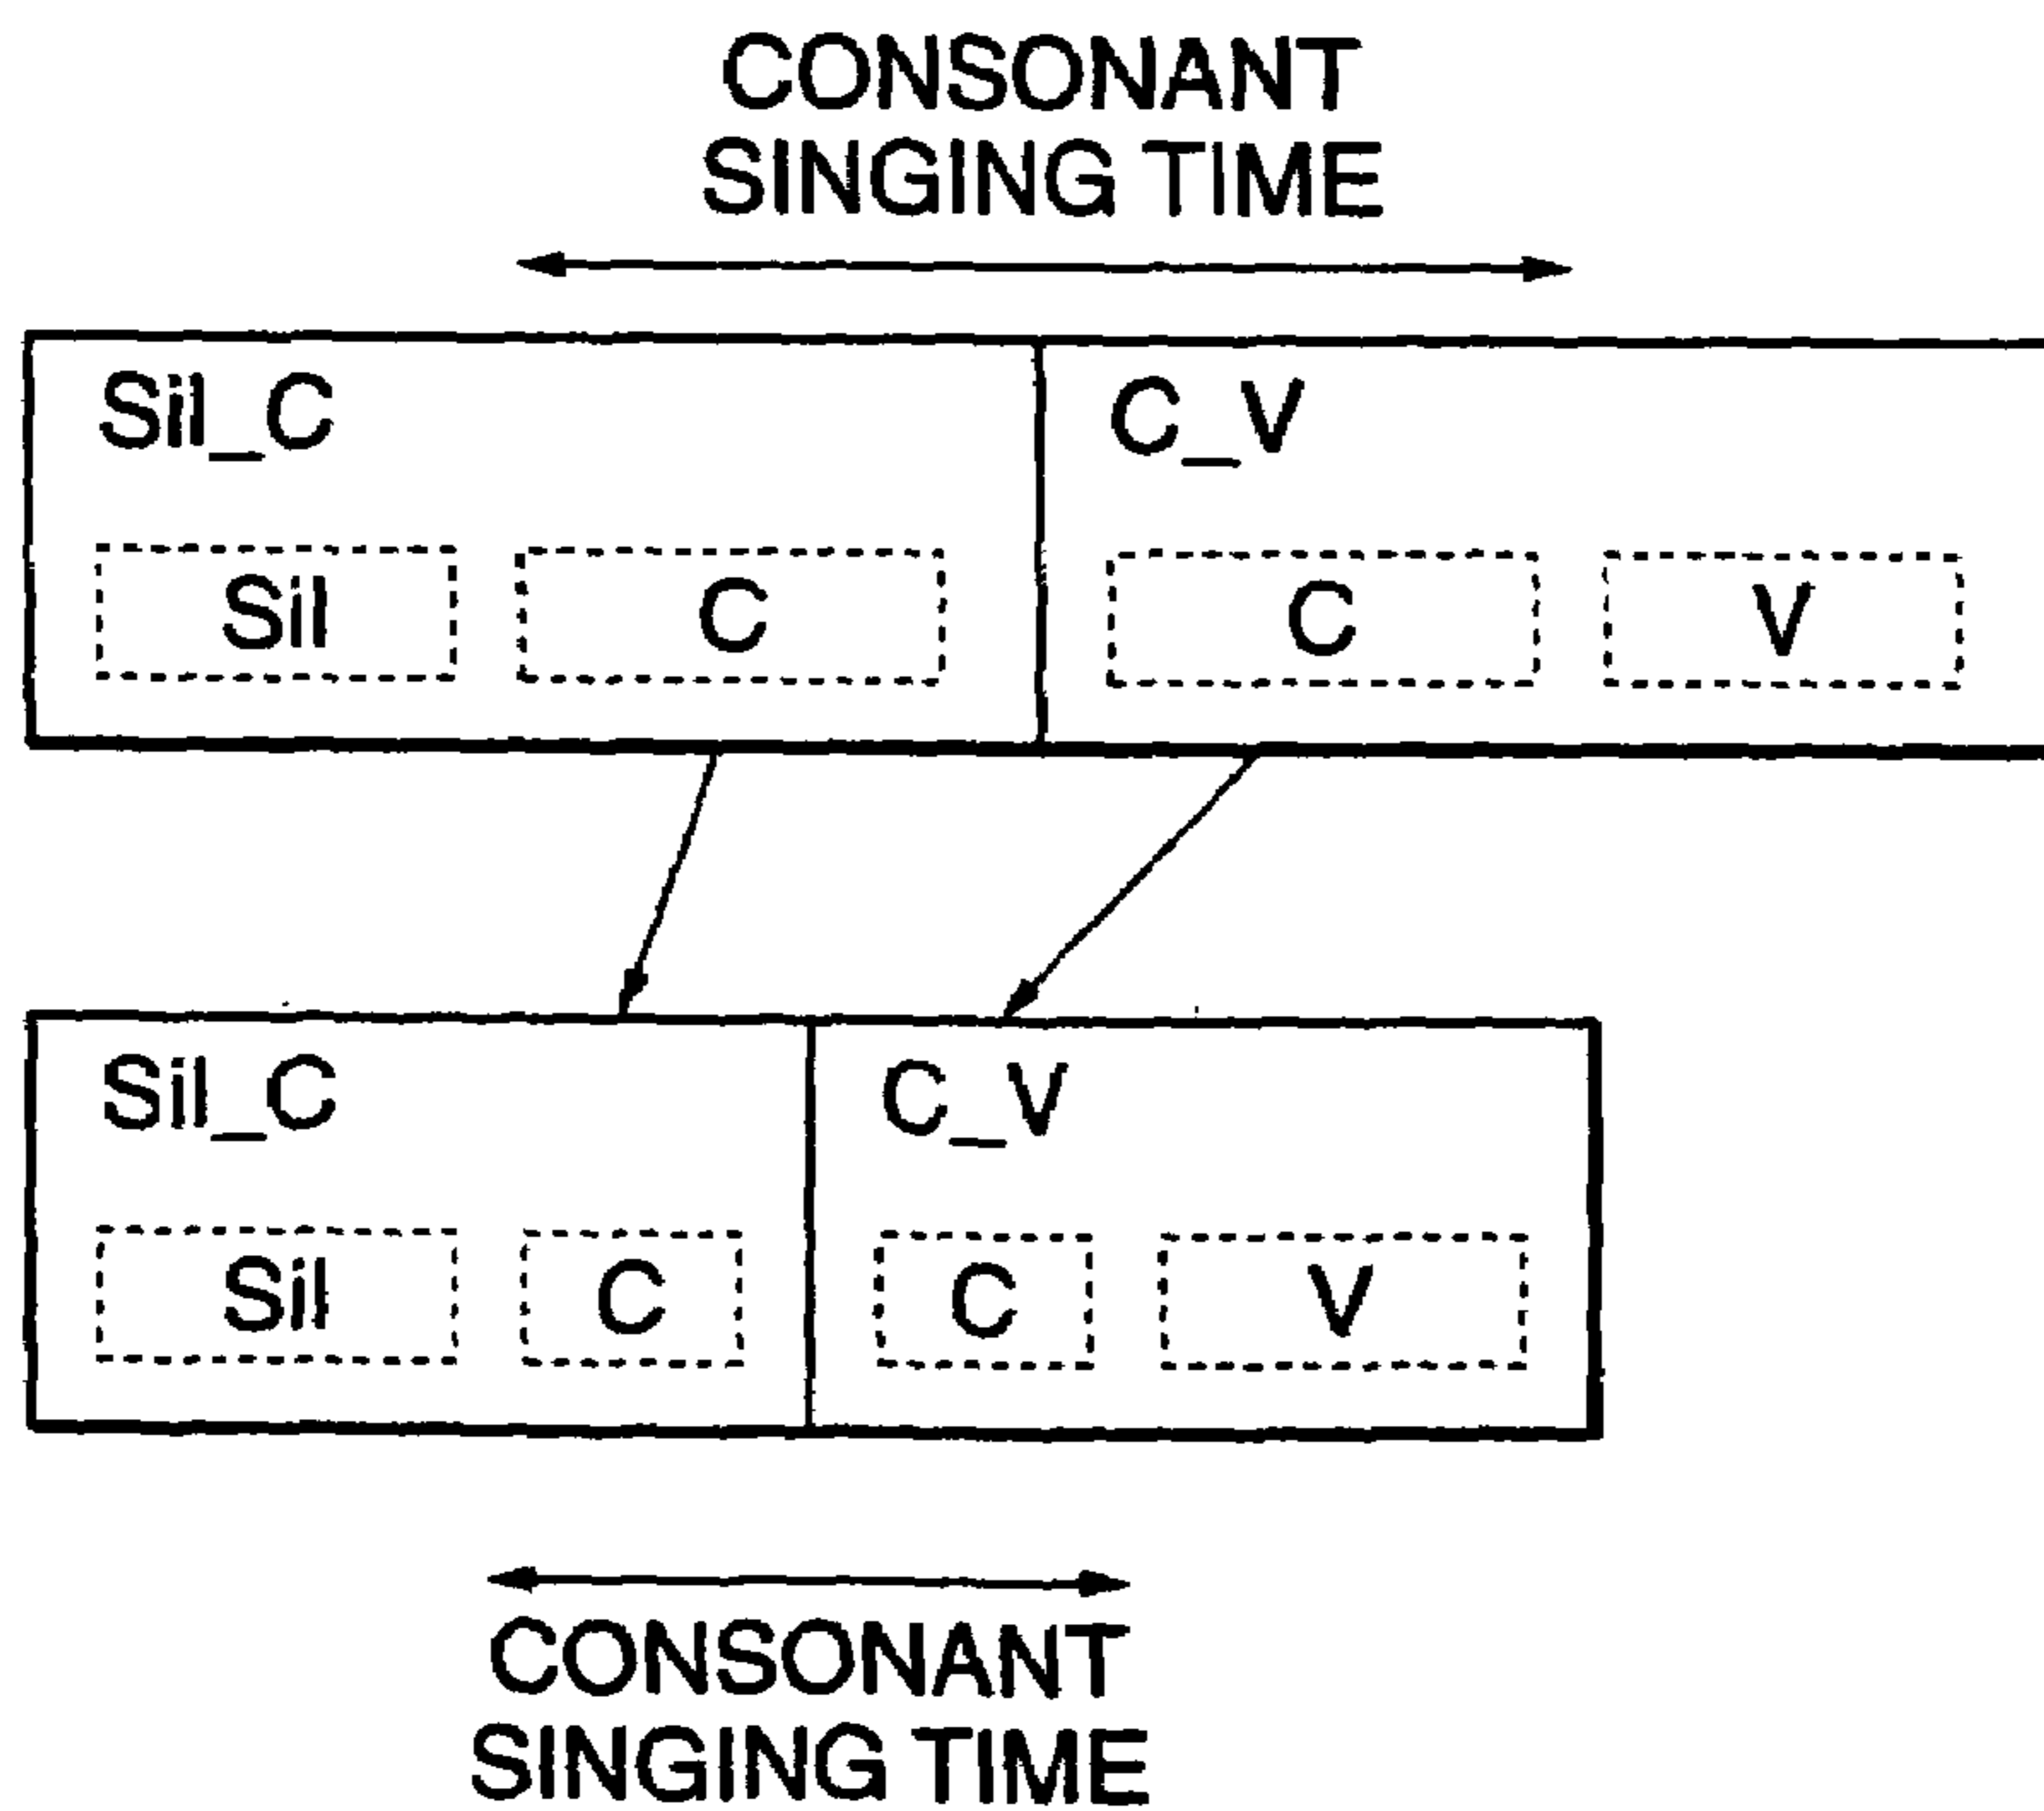 CONSONANT
SINGING TIME
Sil_C C_V
Sil C C V
Sil_C C_V
Sil C C V
CONSONANT
SINGING TIME